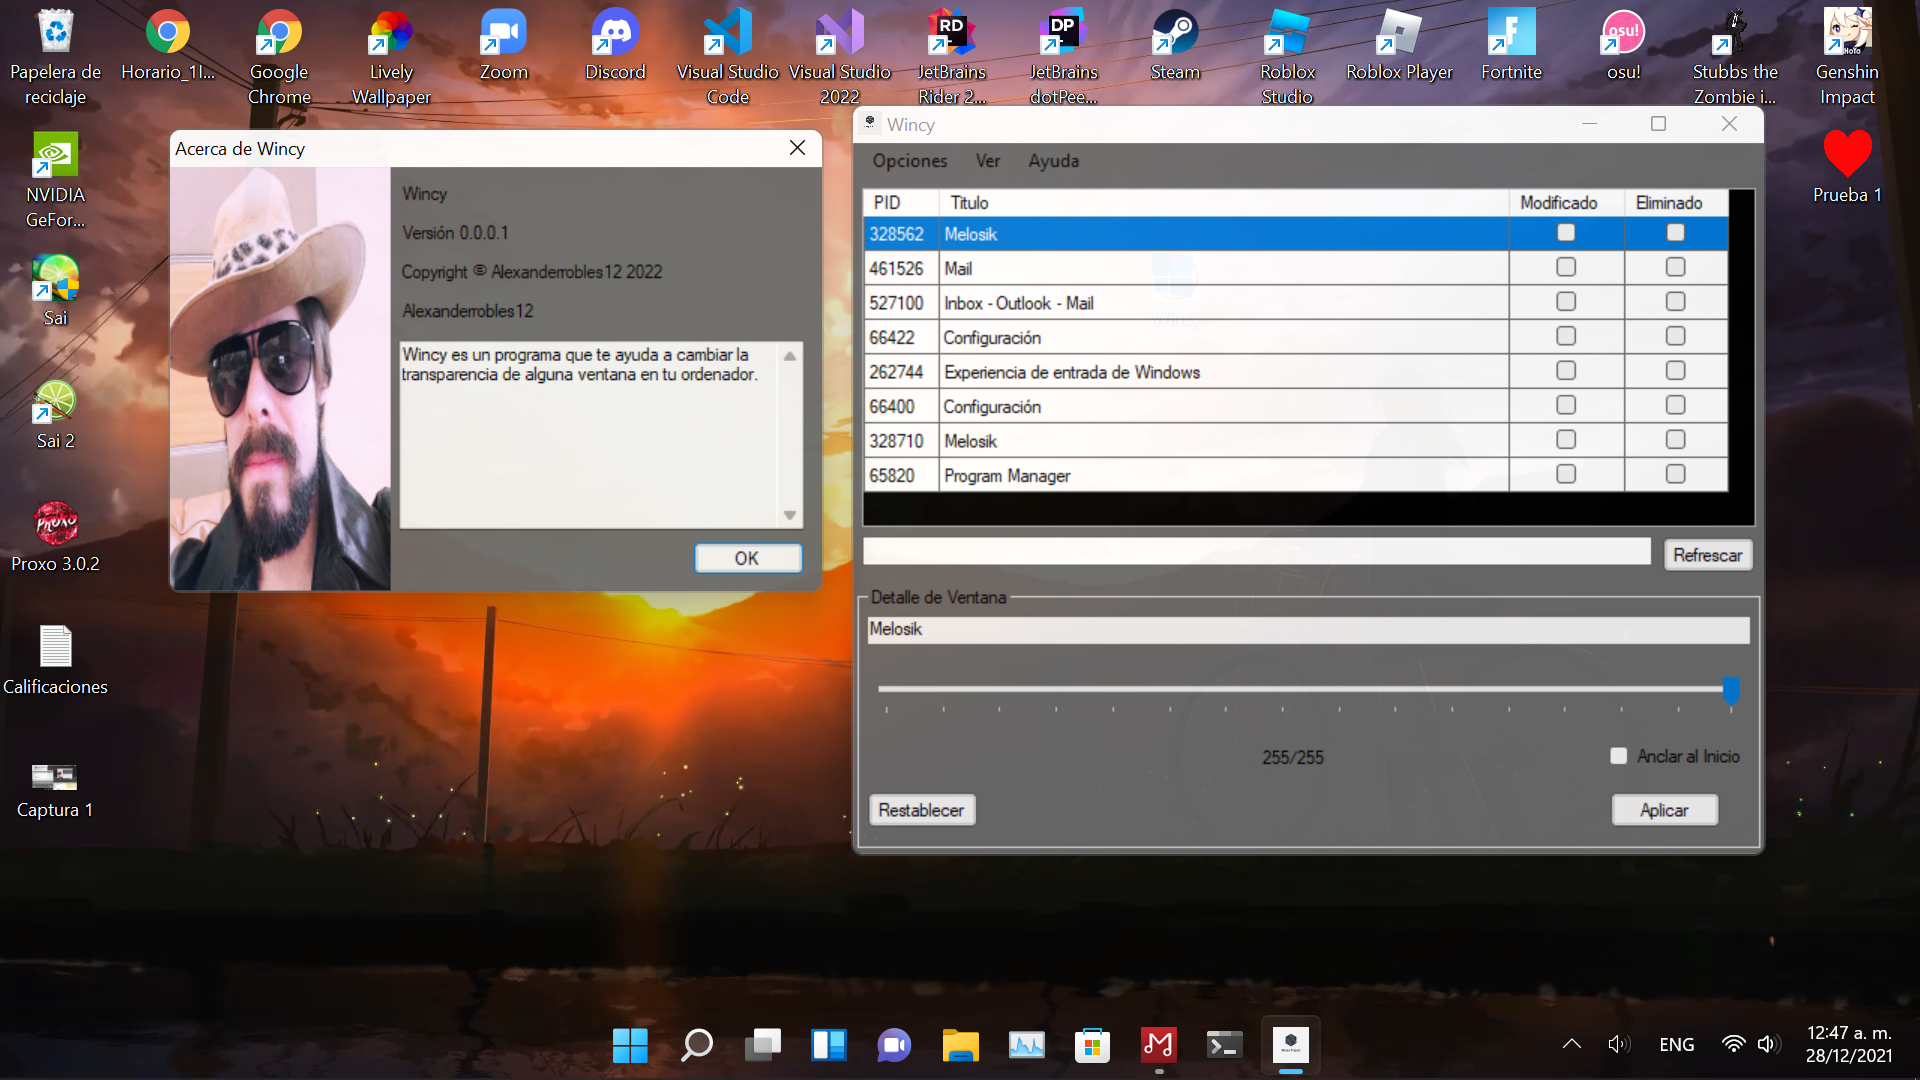 Papelera de
reciclaje
Horario_1I...
Google
Chrome
Lively
Wallpaper
Zoom
Discord
Visual Studio
Code
Visual Studio
2022
RD
JetBrains
Rider 2...
DP
JetBrains
dotPee...
Steam
Roblox
Studio
Roblox Player
Fortnite
osu!
osu!
Stubbs the
Zombie i...
HoYo
Genshin
Impact
NVIDIA
GeFor...
Sai
Sai 2
PROXO
Proxo 3.0.2
Calificaciones
Captura 1
Prueba 1
Acerca de Wincy
Wincy
Versión 0.0.0.1
Copyright © Alexanderrobles12 2022
Alexanderrobles12
Wincy es un programa que te ayuda a cambiar la
transparencia de alguna ventana en tu ordenador.
OK
Wincy
Opciones Ver Ayuda
PID Titulo Modificado Eliminado
328562 Melosik
461526 Mail
527100 Inbox - Outlook - Mail
66422 Configuración
262744 Experiencia de entrada de Windows
66400 Configuración
328710 Melosik
65820 Program Manager
Refrescar
Detalle de Ventana
Melosik
255/255
Anclar al Inicio
Restablecer
Aplicar
ENG
12:47 a. m.
28/12/2021